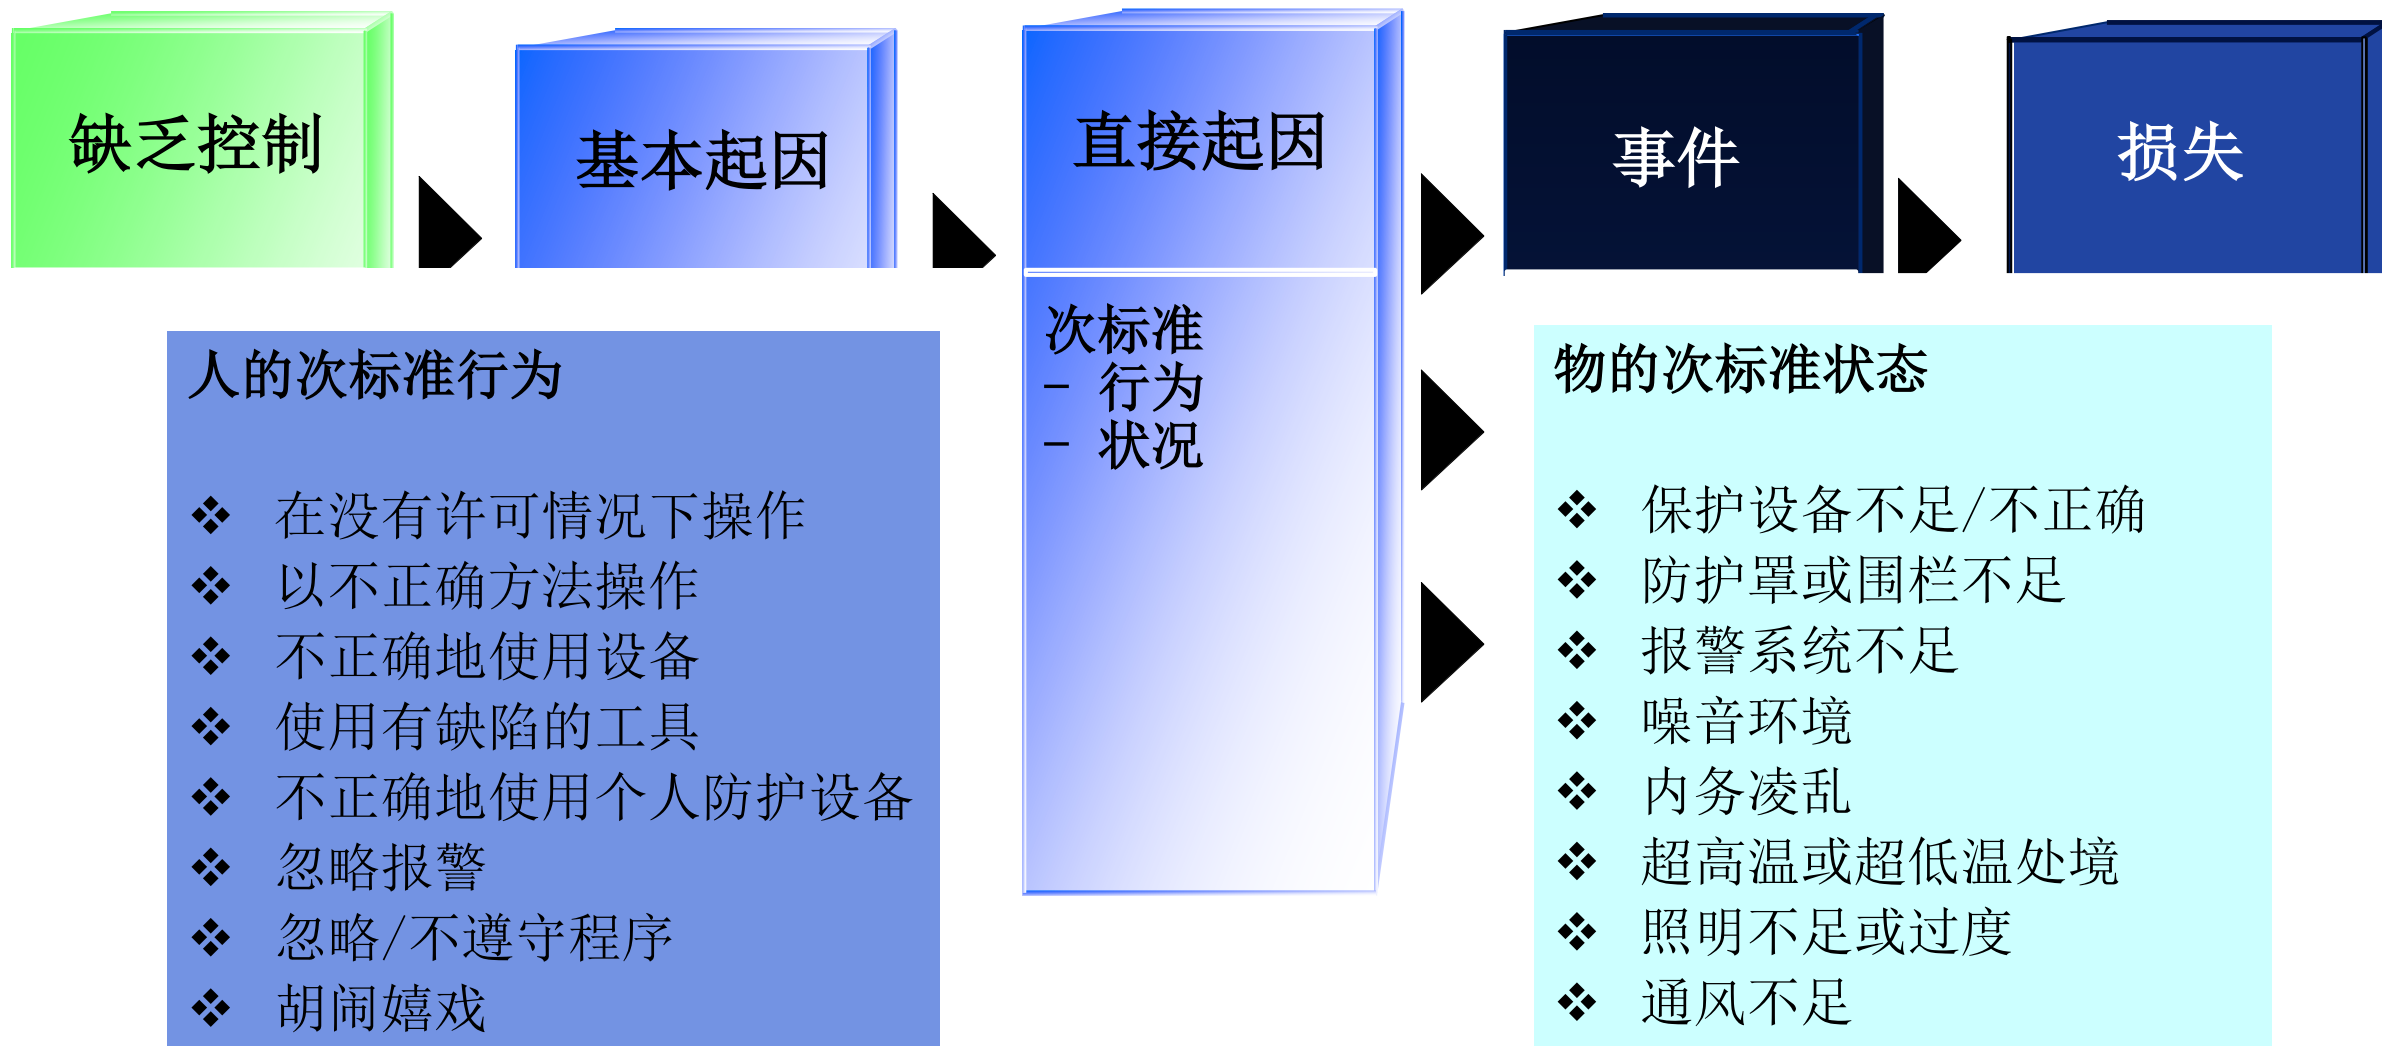 缺乏控制
基本起因
直接起因
事件
损失
人的次标准行为
❖ 在没有许可情况下操作
❖ 以不正确方法操作
❖ 不正确地使用设备
❖ 使用有缺陷的工具
❖ 不正确地使用个人防护设备
❖ 忽略报警
❖ 忽略/不遵守程序
❖ 胡闹嬉戏
次标准
- 行为
- 状况
物的次标准状态
❖ 保护设备不足/不正确
❖ 防护罩或围栏不足
❖ 报警系统不足
❖ 噪音环境
❖ 内务凌乱
❖ 超高温或超低温处境
❖ 照明不足或过度
❖ 通风不足